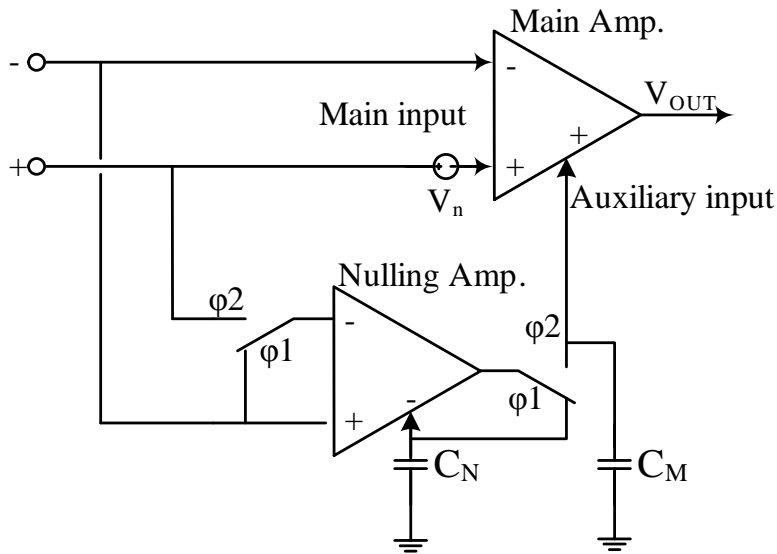 Main Amp.
-
-
V_OUT
Main input
+
+
+
V_n
Auxiliary input
Nulling Amp.
φ2
-
φ2
φ1
φ1
-
+
C_N
C_M